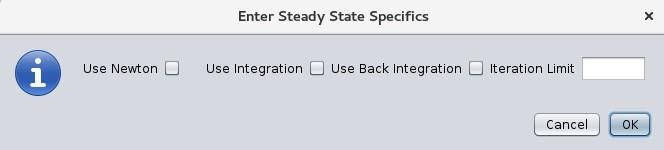 Enter Steady State Specifics
Use Newton Use Integration Use Back Integration Iteration Limit
Cancel OK